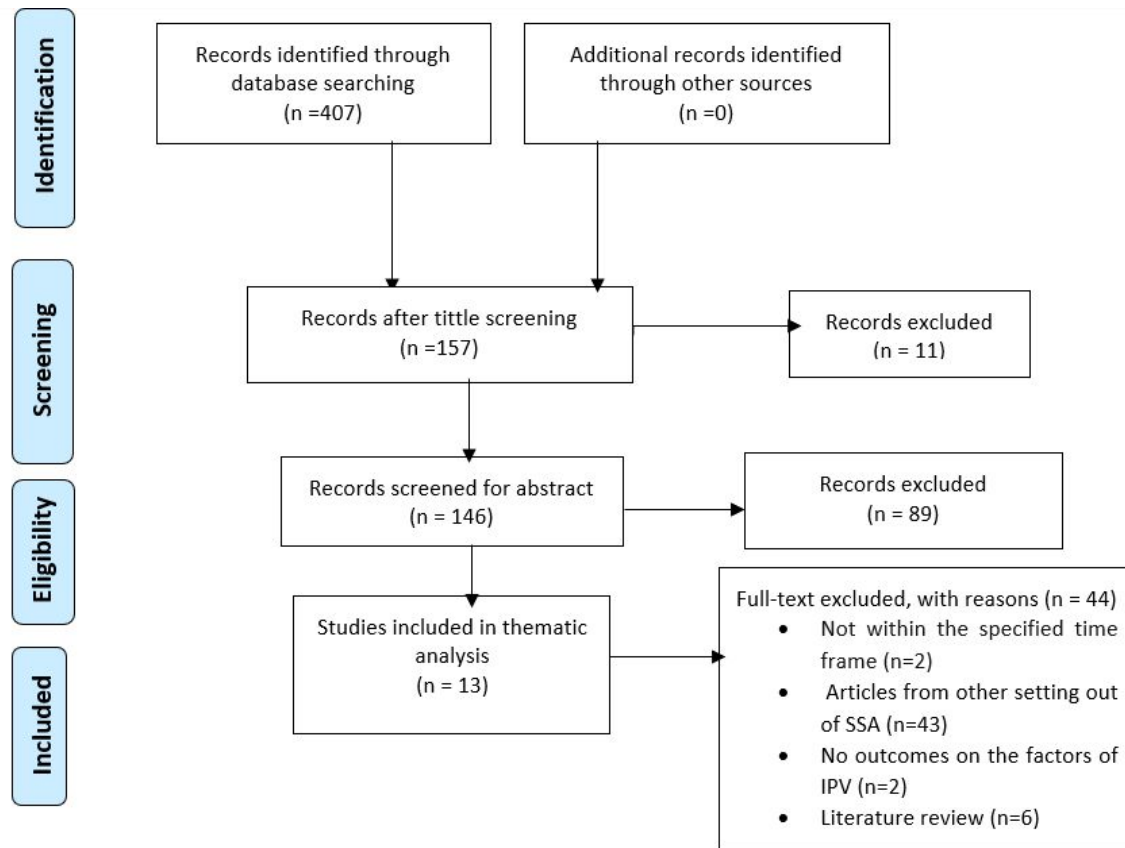 Identification
Records identified through
database searching
(n =407)
Additional records identified
through other sources
(n =0)
Screening
Records after tittle screening
(n =157)
Records excluded
(n = 11)
Eligibility
Records screened for abstract
(n = 146)
Records excluded
(n = 89)
Included
Studies included in thematic
analysis
(n = 13)
Full-text excluded, with reasons (n = 44)
• Not within the specified time
frame (n=2)
• Articles from other setting out
of SSA (n=43)
• No outcomes on the factors of
IPV (n=2)
• Literature review (n=6)